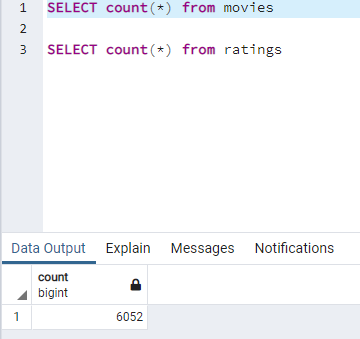 1 SELECT count(*) from movies
2
3 SELECT count(*) from ratings
Data Output Explain Messages Notifications
count
bigint
1 6052